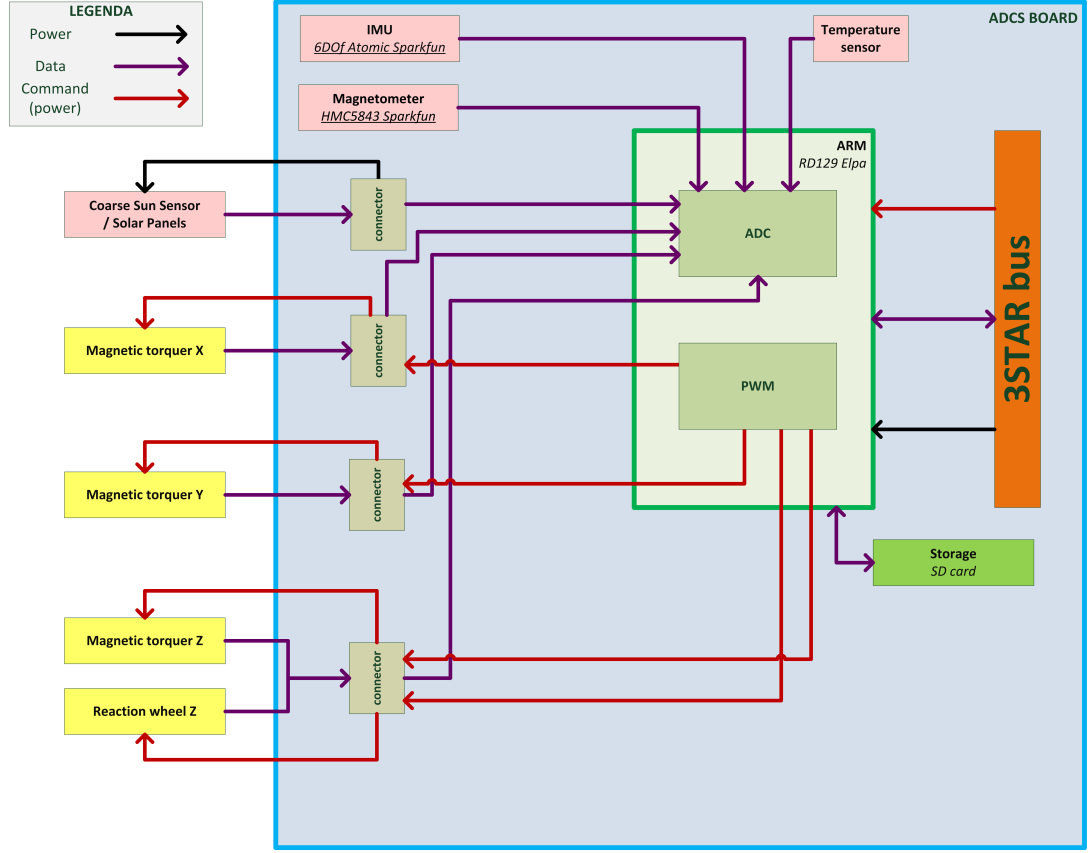 LEGENDA
Power
Data
Command
(power)
ADCS BOARD
IMU
6DOf Atomic Sparkfun
Temperature
sensor
Magnetometer
HMC5843 Sparkfun
ARM
RD129 Elpa
Coarse Sun Sensor
/ Solar Panels
connector
ADC
3STAR bus
Magnetic torquer X
connector
PWM
Magnetic torquer Y
connector
Storage
SD card
Magnetic torquer Z
connector
Reaction wheel Z